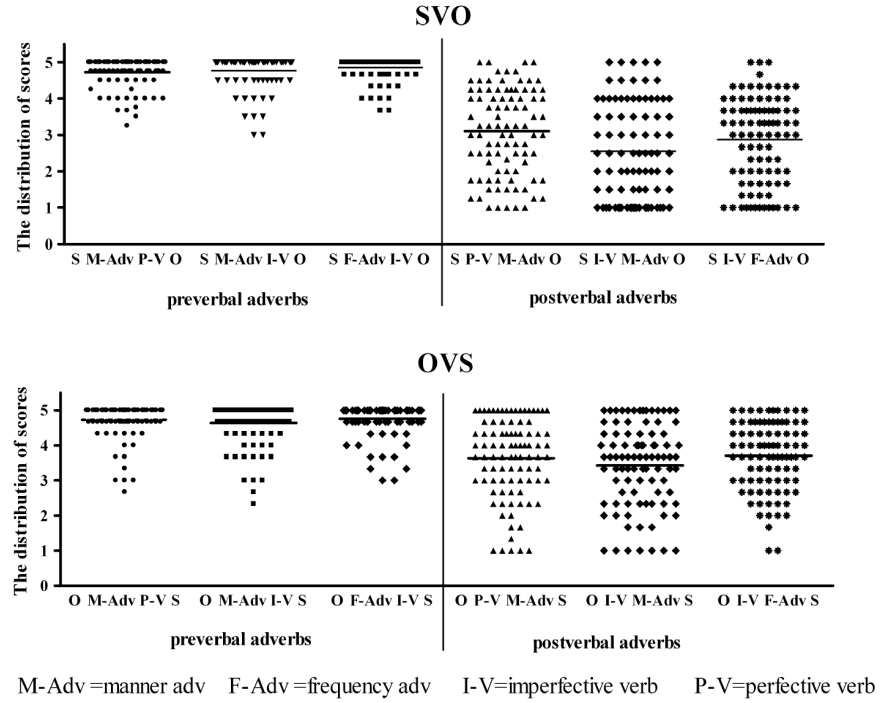 SVO
The distribution of scores
5
4
3
2
1
0
S M-Adv P-V O S M-Adv I-V O S F-Adv I-V O S P-V M-Adv O S I-V M-Adv O S I-V F-Adv O
preverbal adverbs postverbal adverbs
OVS
The distribution of scores
5
4
3
2
1
0
O M-Adv P-V S O M-Adv I-V S O F-Adv I-V S O P-V M-Adv S O I-V M-Adv S O I-V F-Adv S
preverbal adverbs postverbal adverbs
M-Adv =manner adv F-Adv=frequency adv I-V=imperfective verb P-V=perfective verb